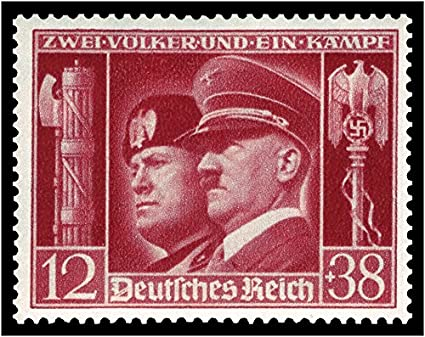 ZWEI·VÖLKER·UND·EIN·KAMPF
12 Deutsches Reich +38